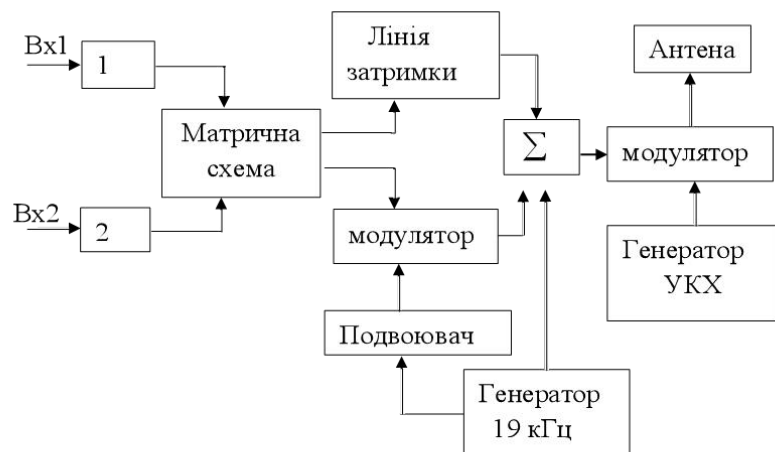 Вх1
1
Лінія
затримки
Антена
Матрична
схема
Σ
модулятор
Вх2
2
модулятор
Генератор
УКХ
Подвоювач
Генератор
19 кГц